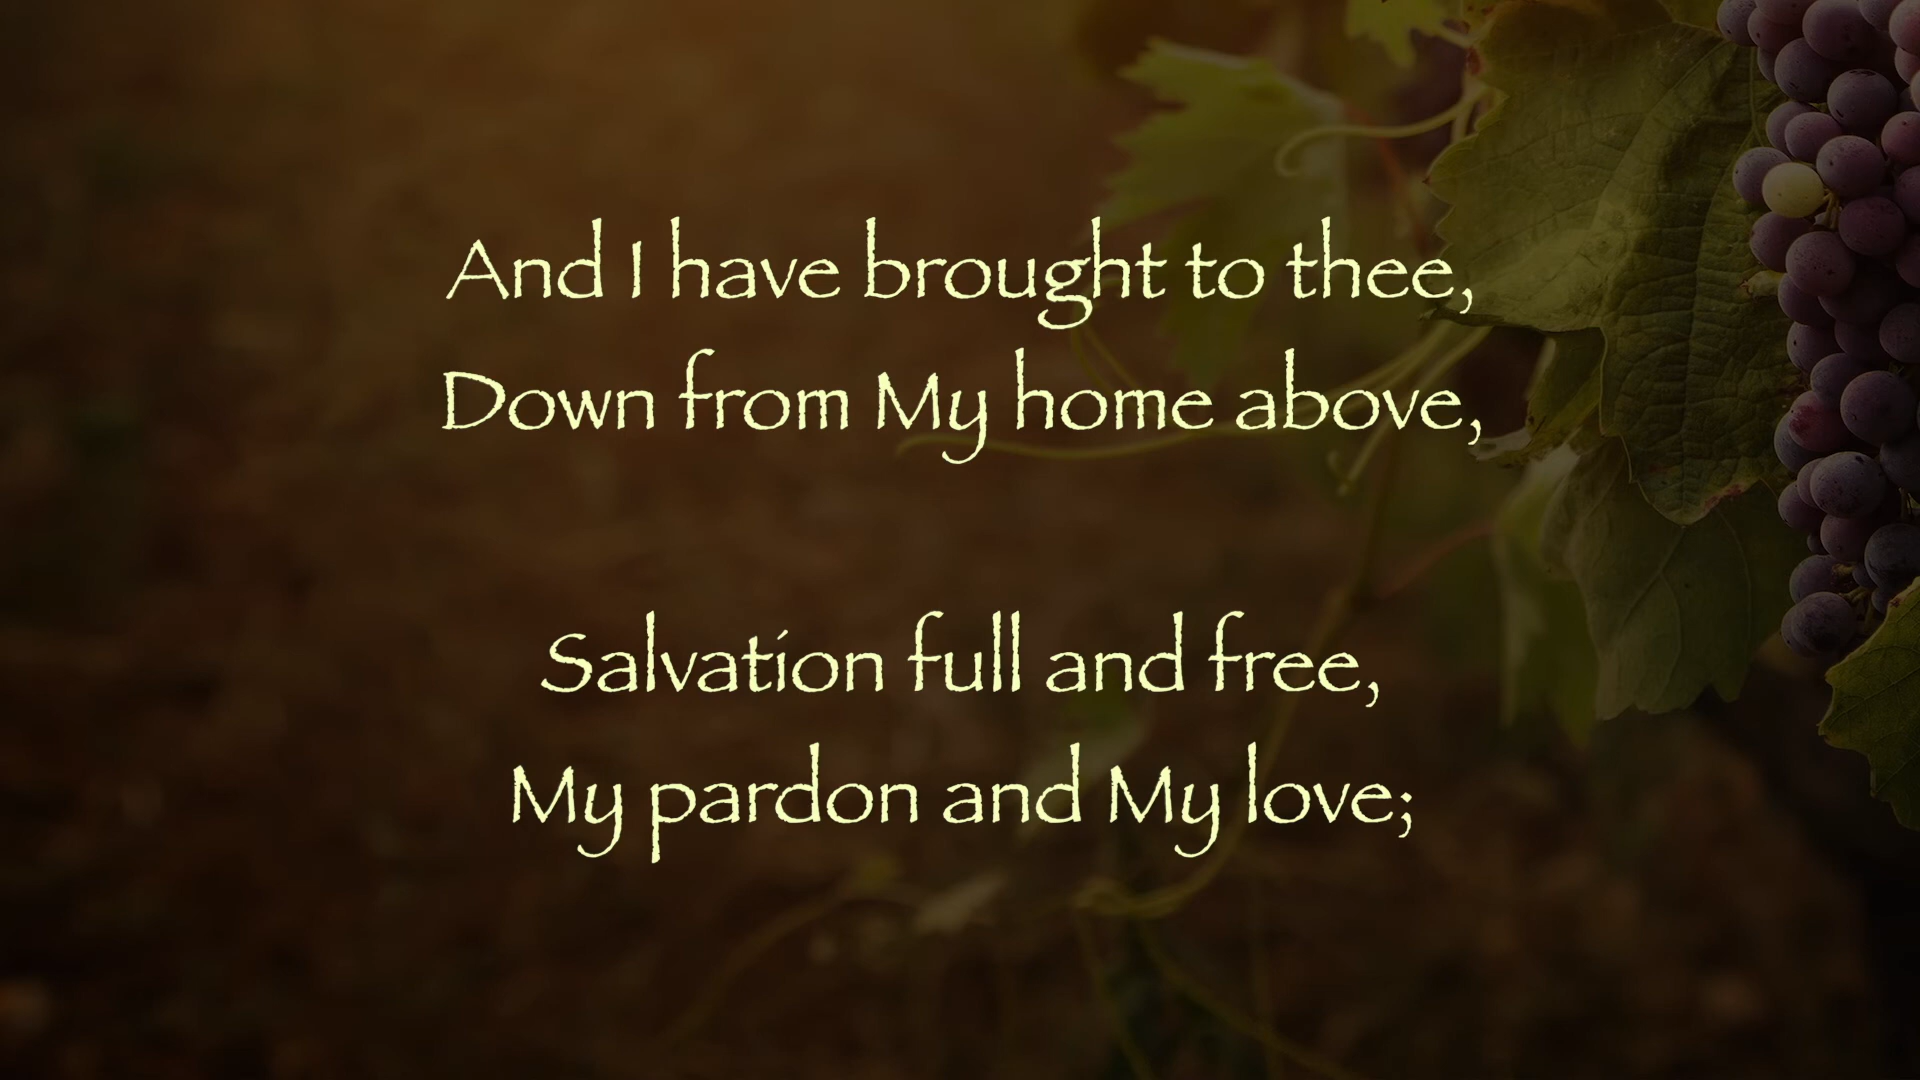 And I have brought to thee,
Down from My home above,
Salvation full and free,
My pardon and My love;